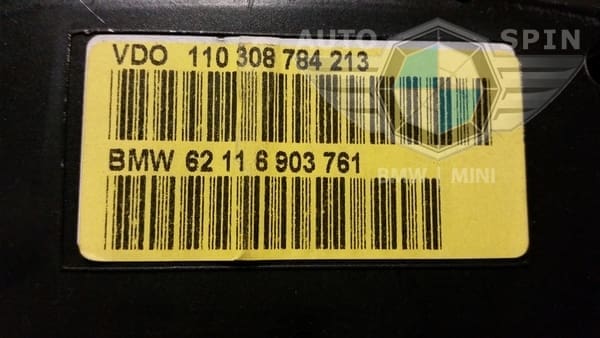 AUTO SPIN
VDO 110 308 784 213
BMW 62 11 6 903 761
BMW | MINI